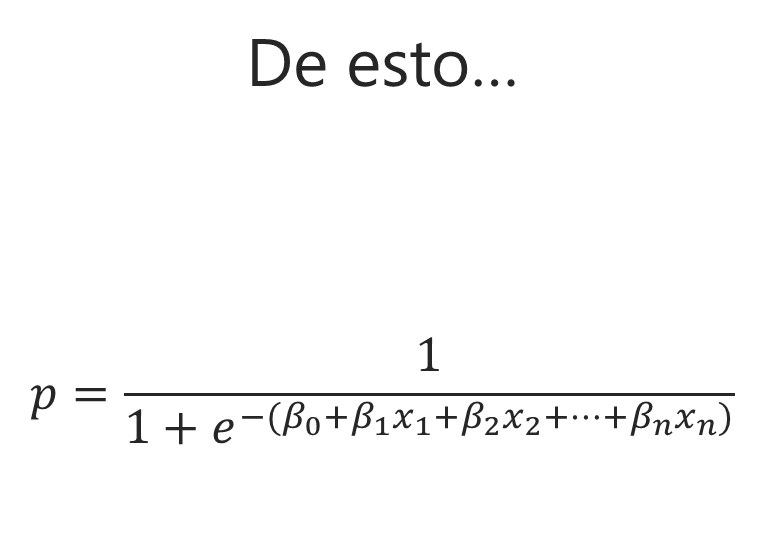 De esto...
p = 1 / (1 + e^−(β₀+β₁x₁+β₂x₂+⋯+βₙxₙ))